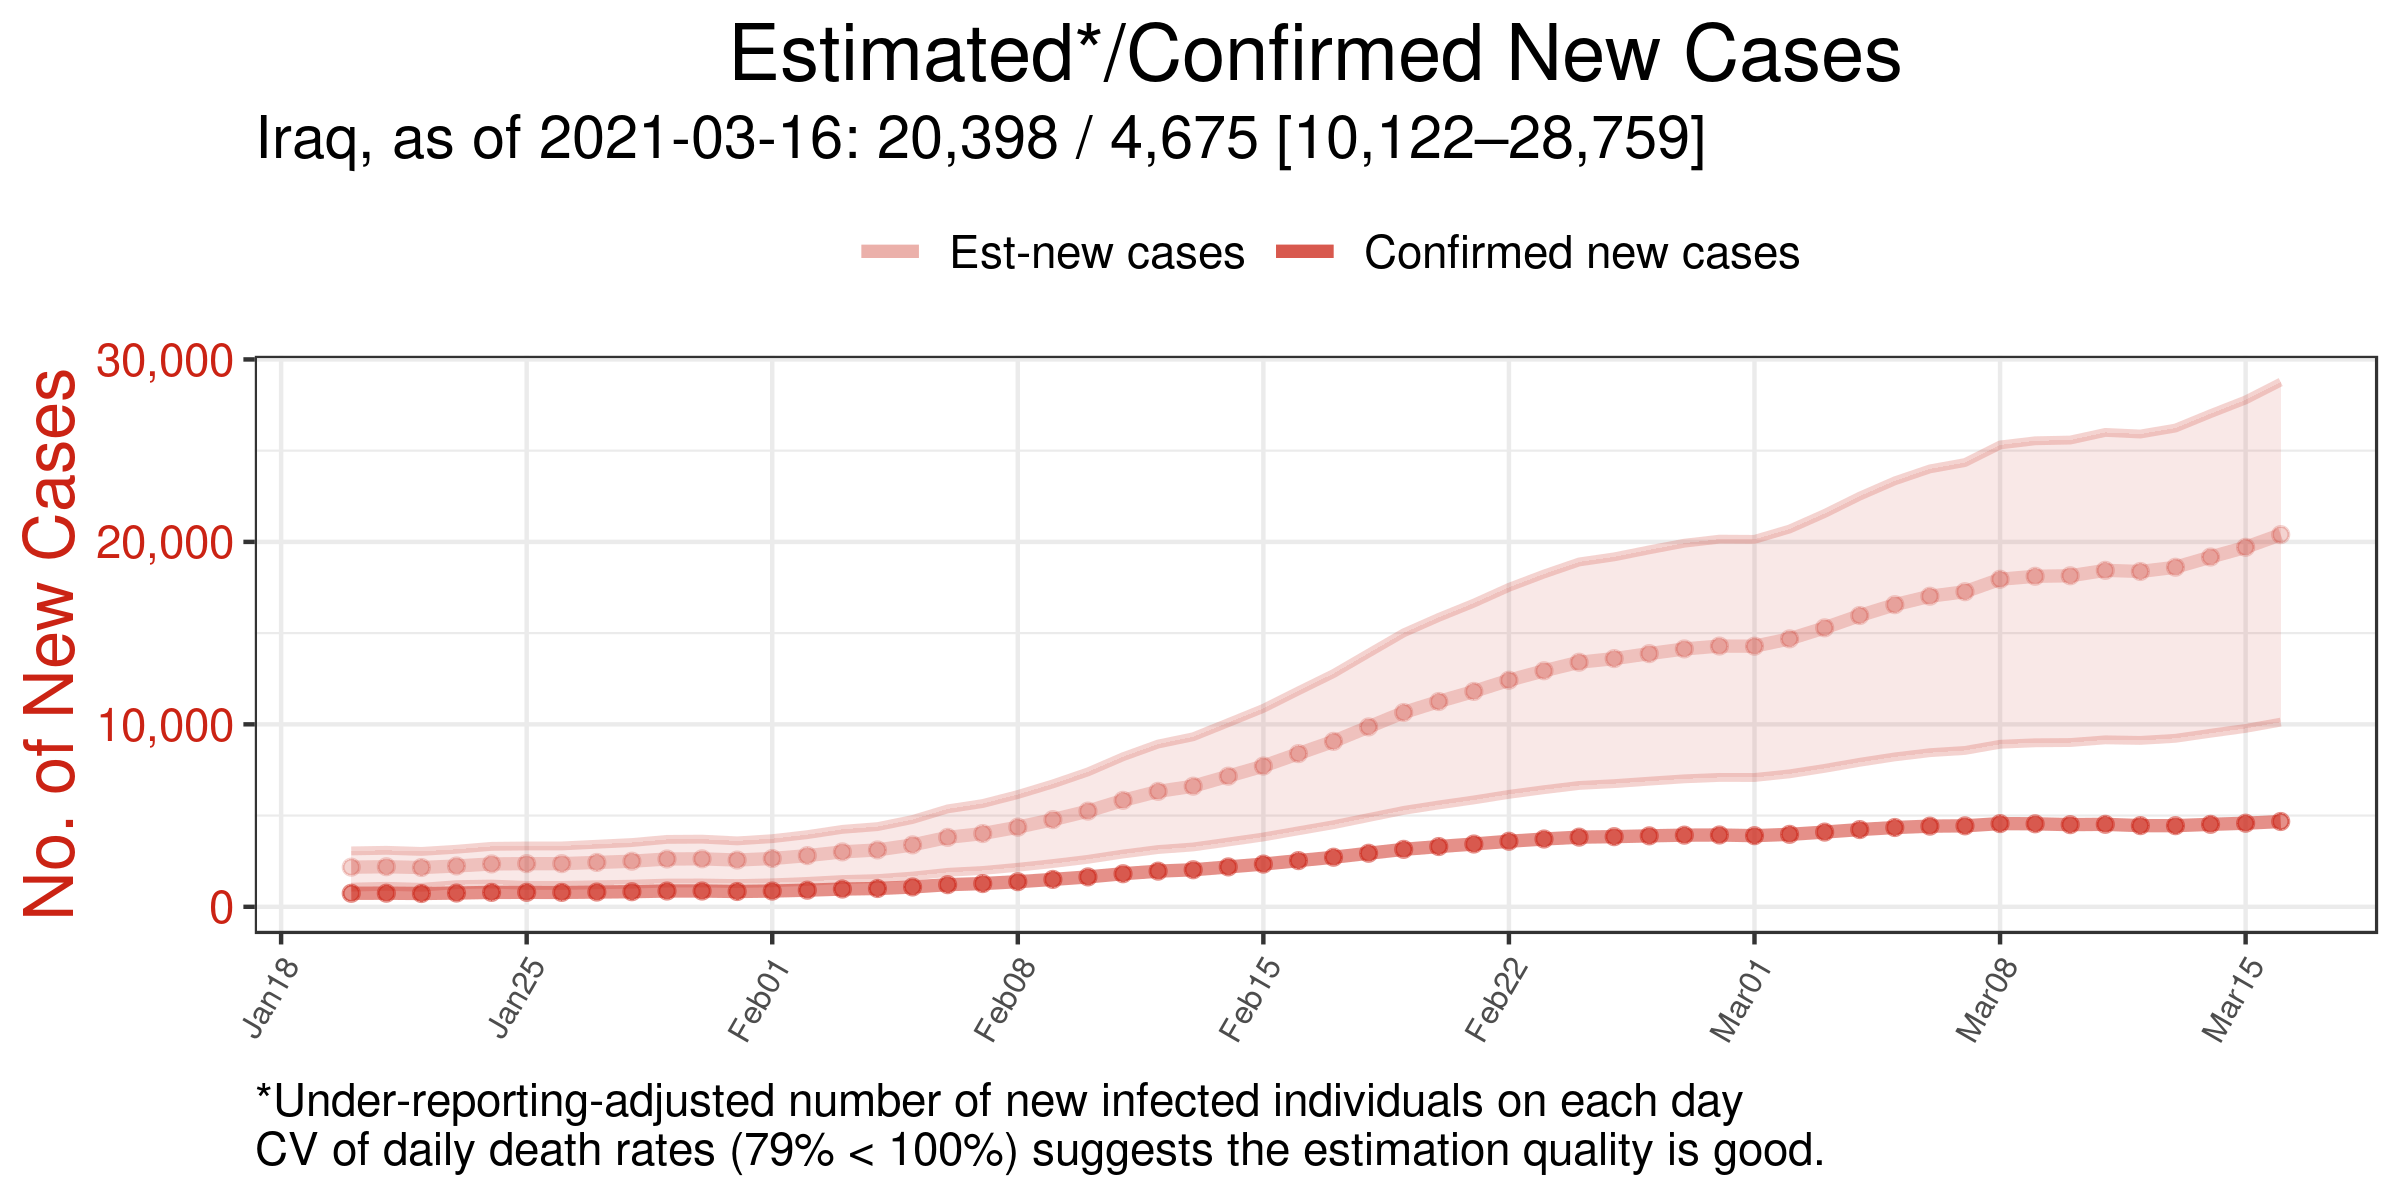 Estimated*/Confirmed New Cases
Iraq, as of 2021-03-16: 20,398 / 4,675 [10,122–28,759]
Est-new cases
Confirmed new cases
No. of New Cases
30,000
20,000
10,000
0
Jan18
Jan25
Feb01
Feb08
Feb15
Feb22
Mar01
Mar08
Mar15
*Under-reporting-adjusted number of new infected individuals on each day
CV of daily death rates (79% < 100%) suggests the estimation quality is good.